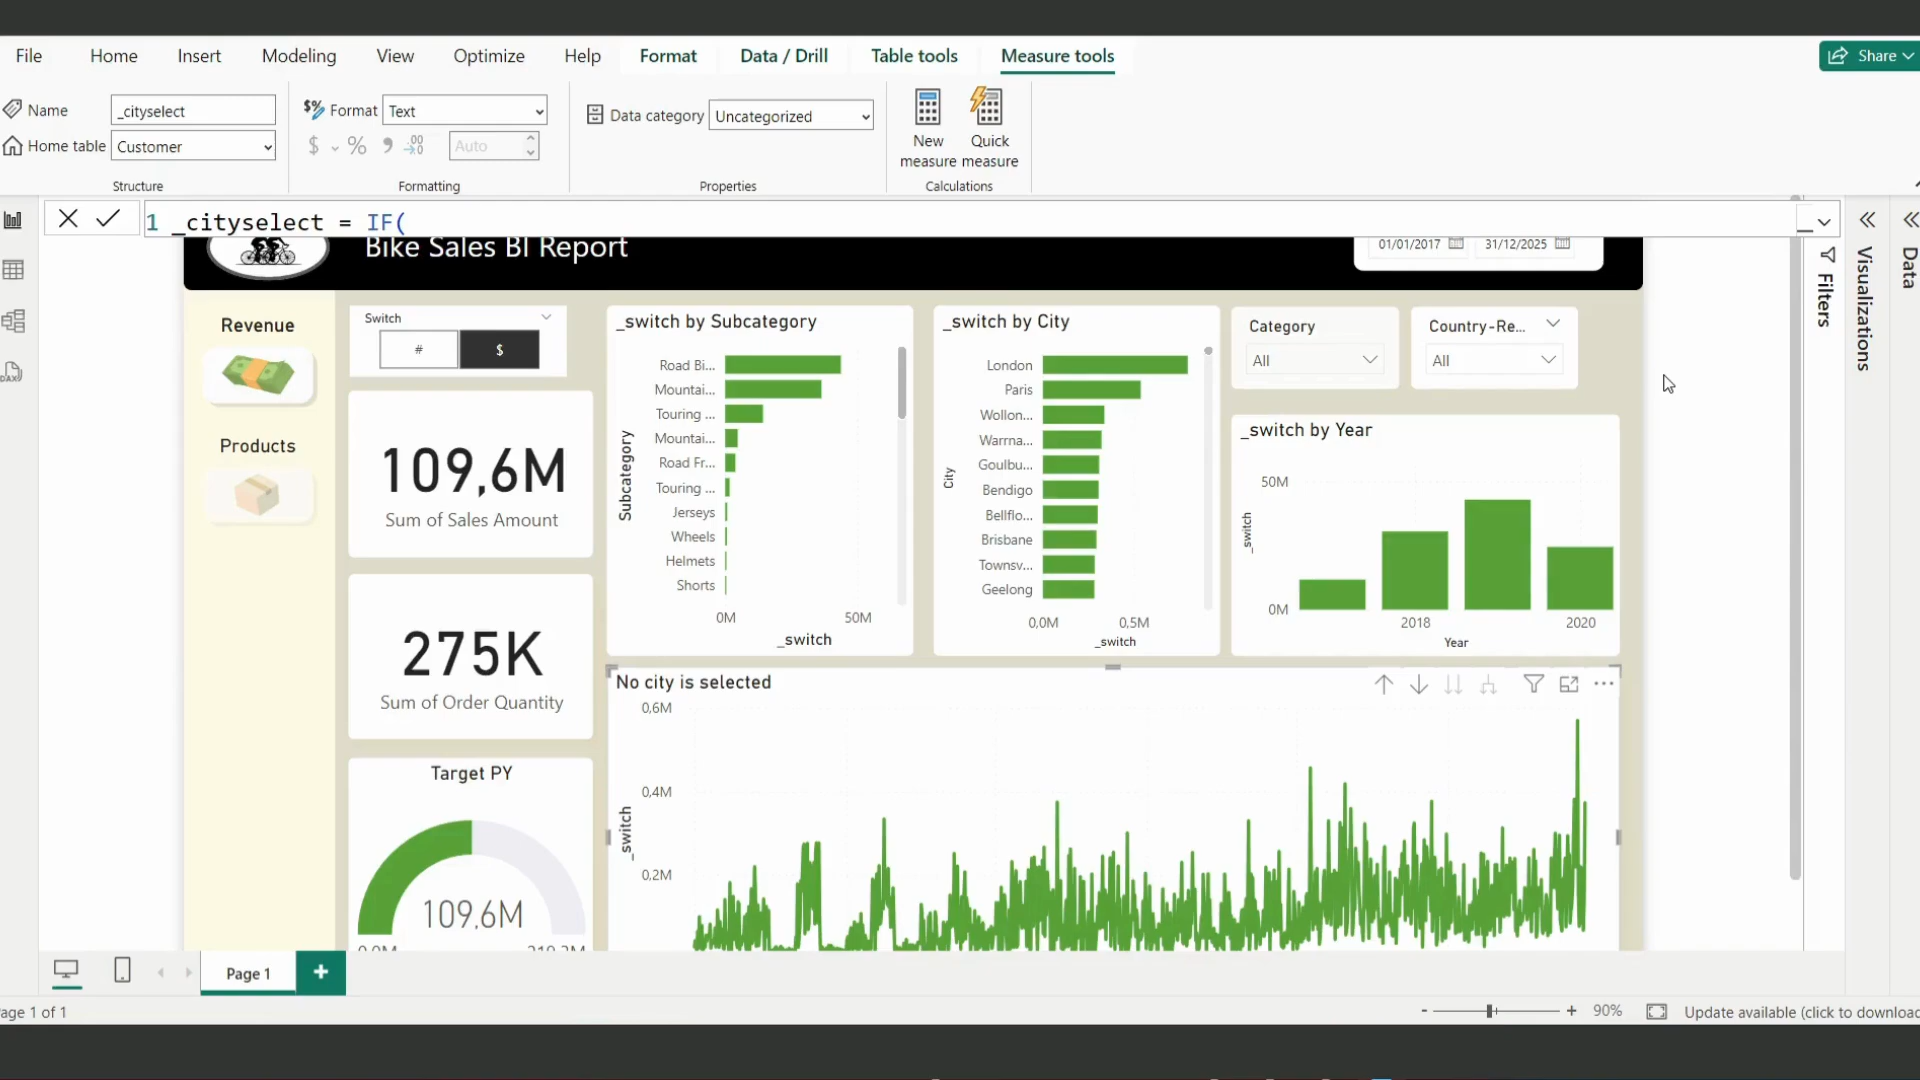 File Home Insert Modeling View Optimize Help Format Data / Drill Table tools Measure tools Share
Name _cityselect
Home table Customer
Structure
Format Text
$ % Auto
Formatting
Data category Uncategorized
Properties
New measure
Quick measure
Calculations
1 _cityselect = IF(
Bike Sales BI Report
01/01/2017 31/12/2025
Filters
Visualizations
Data
Revenue
Products
Switch
# $
109,6M
Sum of Sales Amount
275K
Sum of Order Quantity
Target PY
109,6M
_switch by Subcategory
Subcategory
Road Bi...
Mountai...
Touring ...
Mountai...
Road Fr...
Touring ...
Jerseys
Wheels
Helmets
Shorts
0M 50M
_switch
_switch by City
City
London
Paris
Wollon...
Warrna...
Goulbu...
Bendigo
Bellflo...
Brisbane
Townsv...
Geelong
0,0M 0,5M
_switch
Category
All
Country-Re...
All
_switch by Year
_switch
50M
0M
2018 2020
Year
No city is selected
_switch
0,6M
0,4M
0,2M
Page 1
age 1 of 1
- + 90% Update available (click to download